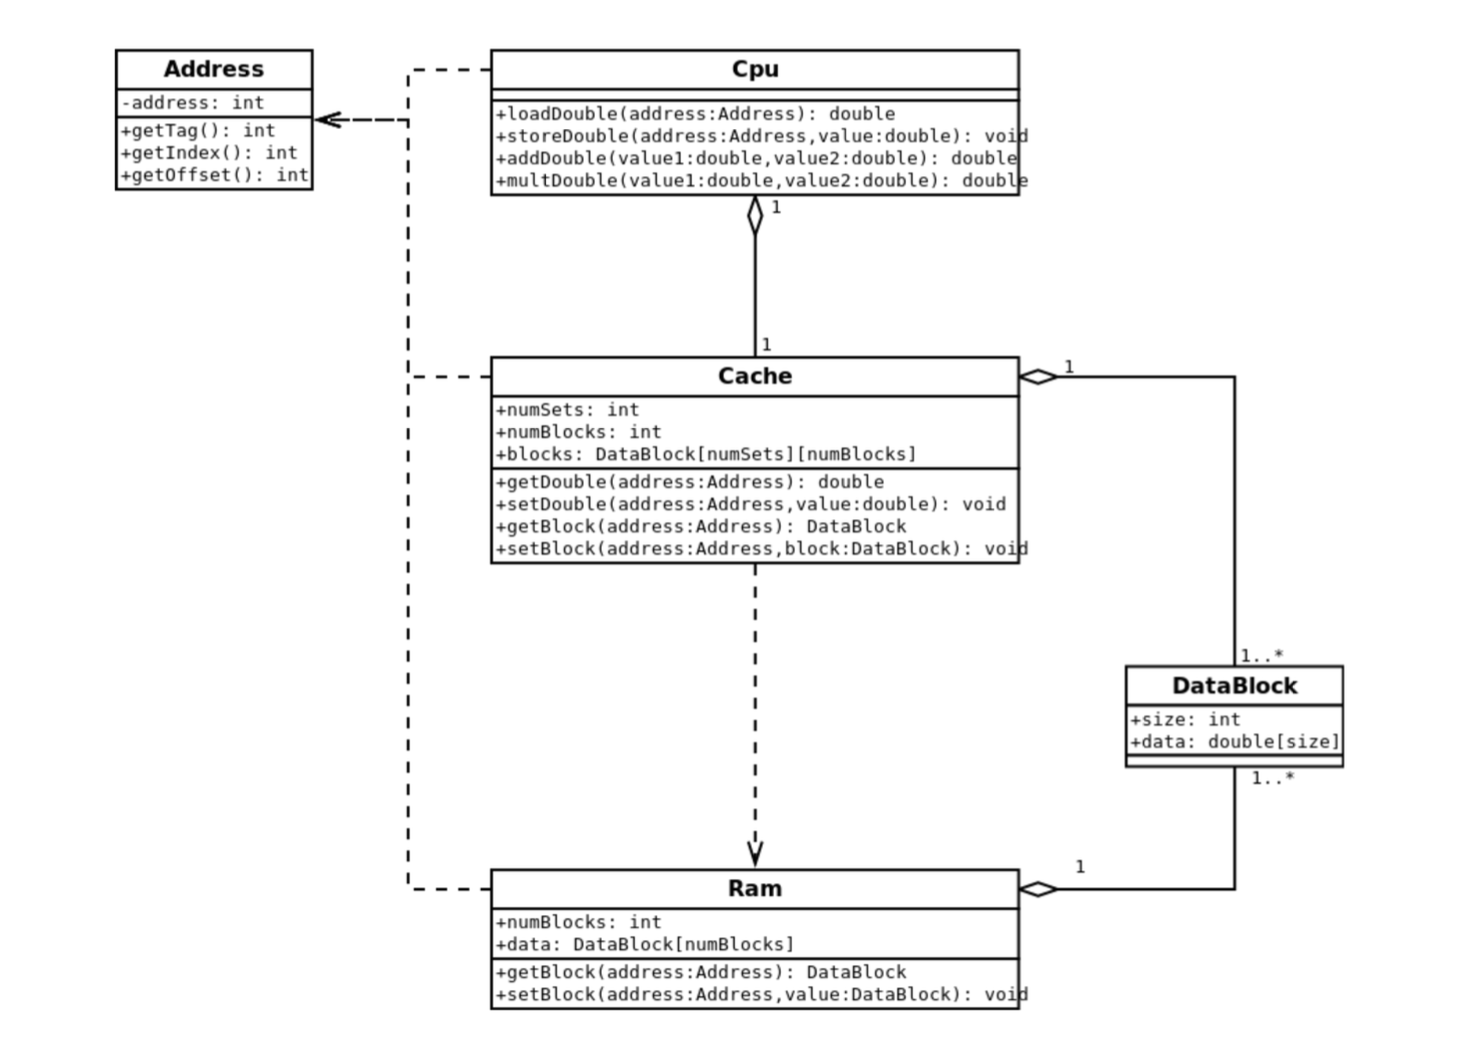 Address
-address: int
+getTag(): int
+getIndex(): int
+getOffset(): int
Cpu
+loadDouble(address:Address): double
+storeDouble(address:Address,value:double): void
+addDouble(value1:double,value2:double): double
+multDouble(value1:double,value2:double): double
1
1
Cache
+numSets: int
+numBlocks: int
+blocks: DataBlock[numSets][numBlocks]
+getDouble(address:Address): double
+setDouble(address:Address,value:double): void
+getBlock(address:Address): DataBlock
+setBlock(address:Address,block:DataBlock): void
1
1..*
DataBlock
+size: int
+data: double[size]
1..*
1
Ram
+numBlocks: int
+data: DataBlock[numBlocks]
+getBlock(address:Address): DataBlock
+setBlock(address:Address,value:DataBlock): void